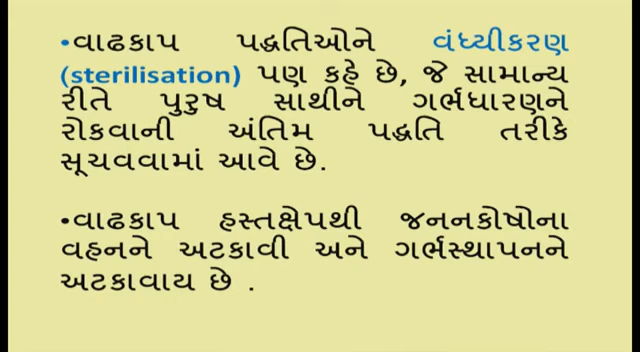 •વાઢકાપ પદ્ધતિઓને વંધ્યીકરણ
(sterilisation) પણ કહે છે, જે સામાન્ય
રીતે પુરુષ સાથીને ગર્ભધારણને
રોકવાની અંતિમ પદ્ધતિ તરીકે
સૂચવવામાં આવે છે.
•વાઢકાપ હસ્તક્ષેપથી જનનકોષોના
વહનને અટકાવી અને ગર્ભસ્થાપનને
અટકાવાય છે .